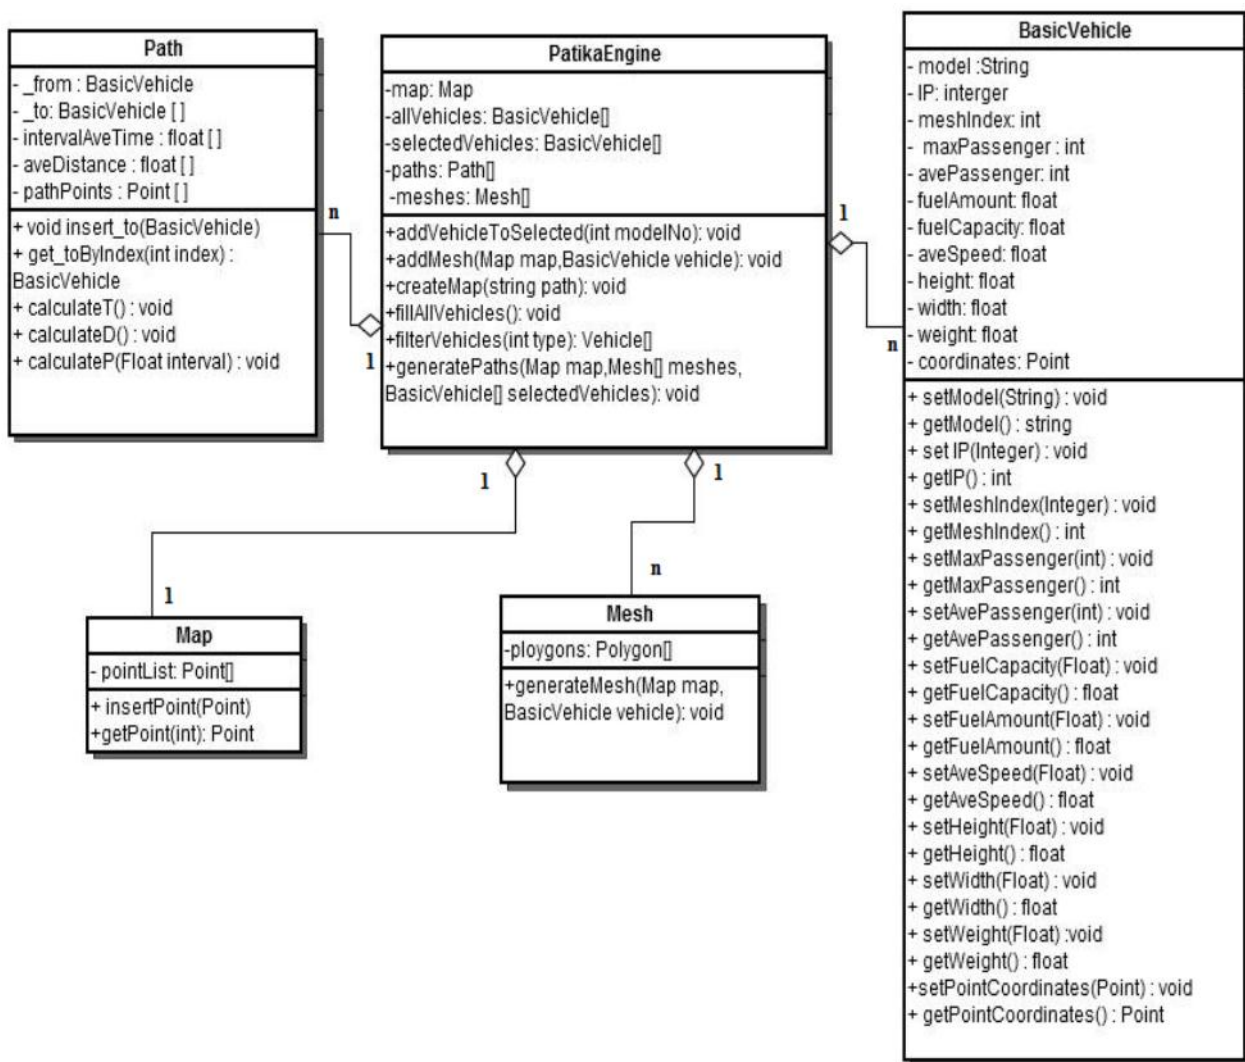 Path
- _from : BasicVehicle
- _to: BasicVehicle [ ]
- intervalAveTime : float [ ]
- aveDistance : float [ ]
- pathPoints : Point [ ]
+ void insert_to(BasicVehicle)
+ get_toByIndex(int index) :
BasicVehicle
+ calculateT() : void
+ calculateD() : void
+ calculateP(Float interval) : void
n
1
PatikaEngine
-map: Map
-allVehicles: BasicVehicle[]
-selectedVehicles: BasicVehicle[]
-paths: Path[]
-meshes: Mesh[]
+addVehicleToSelected(int modelNo): void
+addMesh(Map map,BasicVehicle vehicle): void
+createMap(string path): void
+fillAllVehicles(): void
+filterVehicles(int type): Vehicle[]
+generatePaths(Map map,Mesh[] meshes,
BasicVehicle[] selectedVehicles): void
1
n
BasicVehicle
- model :String
- IP: interger
- meshIndex: int
- maxPassenger : int
- avePassenger: int
- fuelAmount: float
- fuelCapacity: float
- aveSpeed: float
- height: float
- width: float
- weight: float
- coordinates: Point
+ setModel(String) : void
+ getModel() : string
+ set IP(Integer) : void
+ getIP() : int
+ setMeshIndex(Integer) : void
+ getMeshIndex() : int
+ setMaxPassenger(int) : void
+ getMaxPassenger() : int
+ setAvePassenger(int) : void
+ getAvePassenger() : int
+ setFuelCapacity(Float) : void
+ getFuelCapacity() : float
+ setFuelAmount(Float) : void
+ getFuelAmount() : float
+ setAveSpeed(Float) : void
+ getAveSpeed() : float
+ setHeight(Float) : void
+ getHeight() : float
+ setWidth(Float) : void
+ getWidth() : float
+ setWeight(Float) :void
+ getWeight() : float
+setPointCoordinates(Point) : void
+ getPointCoordinates() : Point
1
1
Map
- pointList: Point[]
+ insertPoint(Point)
+getPoint(int): Point
1
n
Mesh
-ploygons: Polygon[]
+generateMesh(Map map,
BasicVehicle vehicle): void